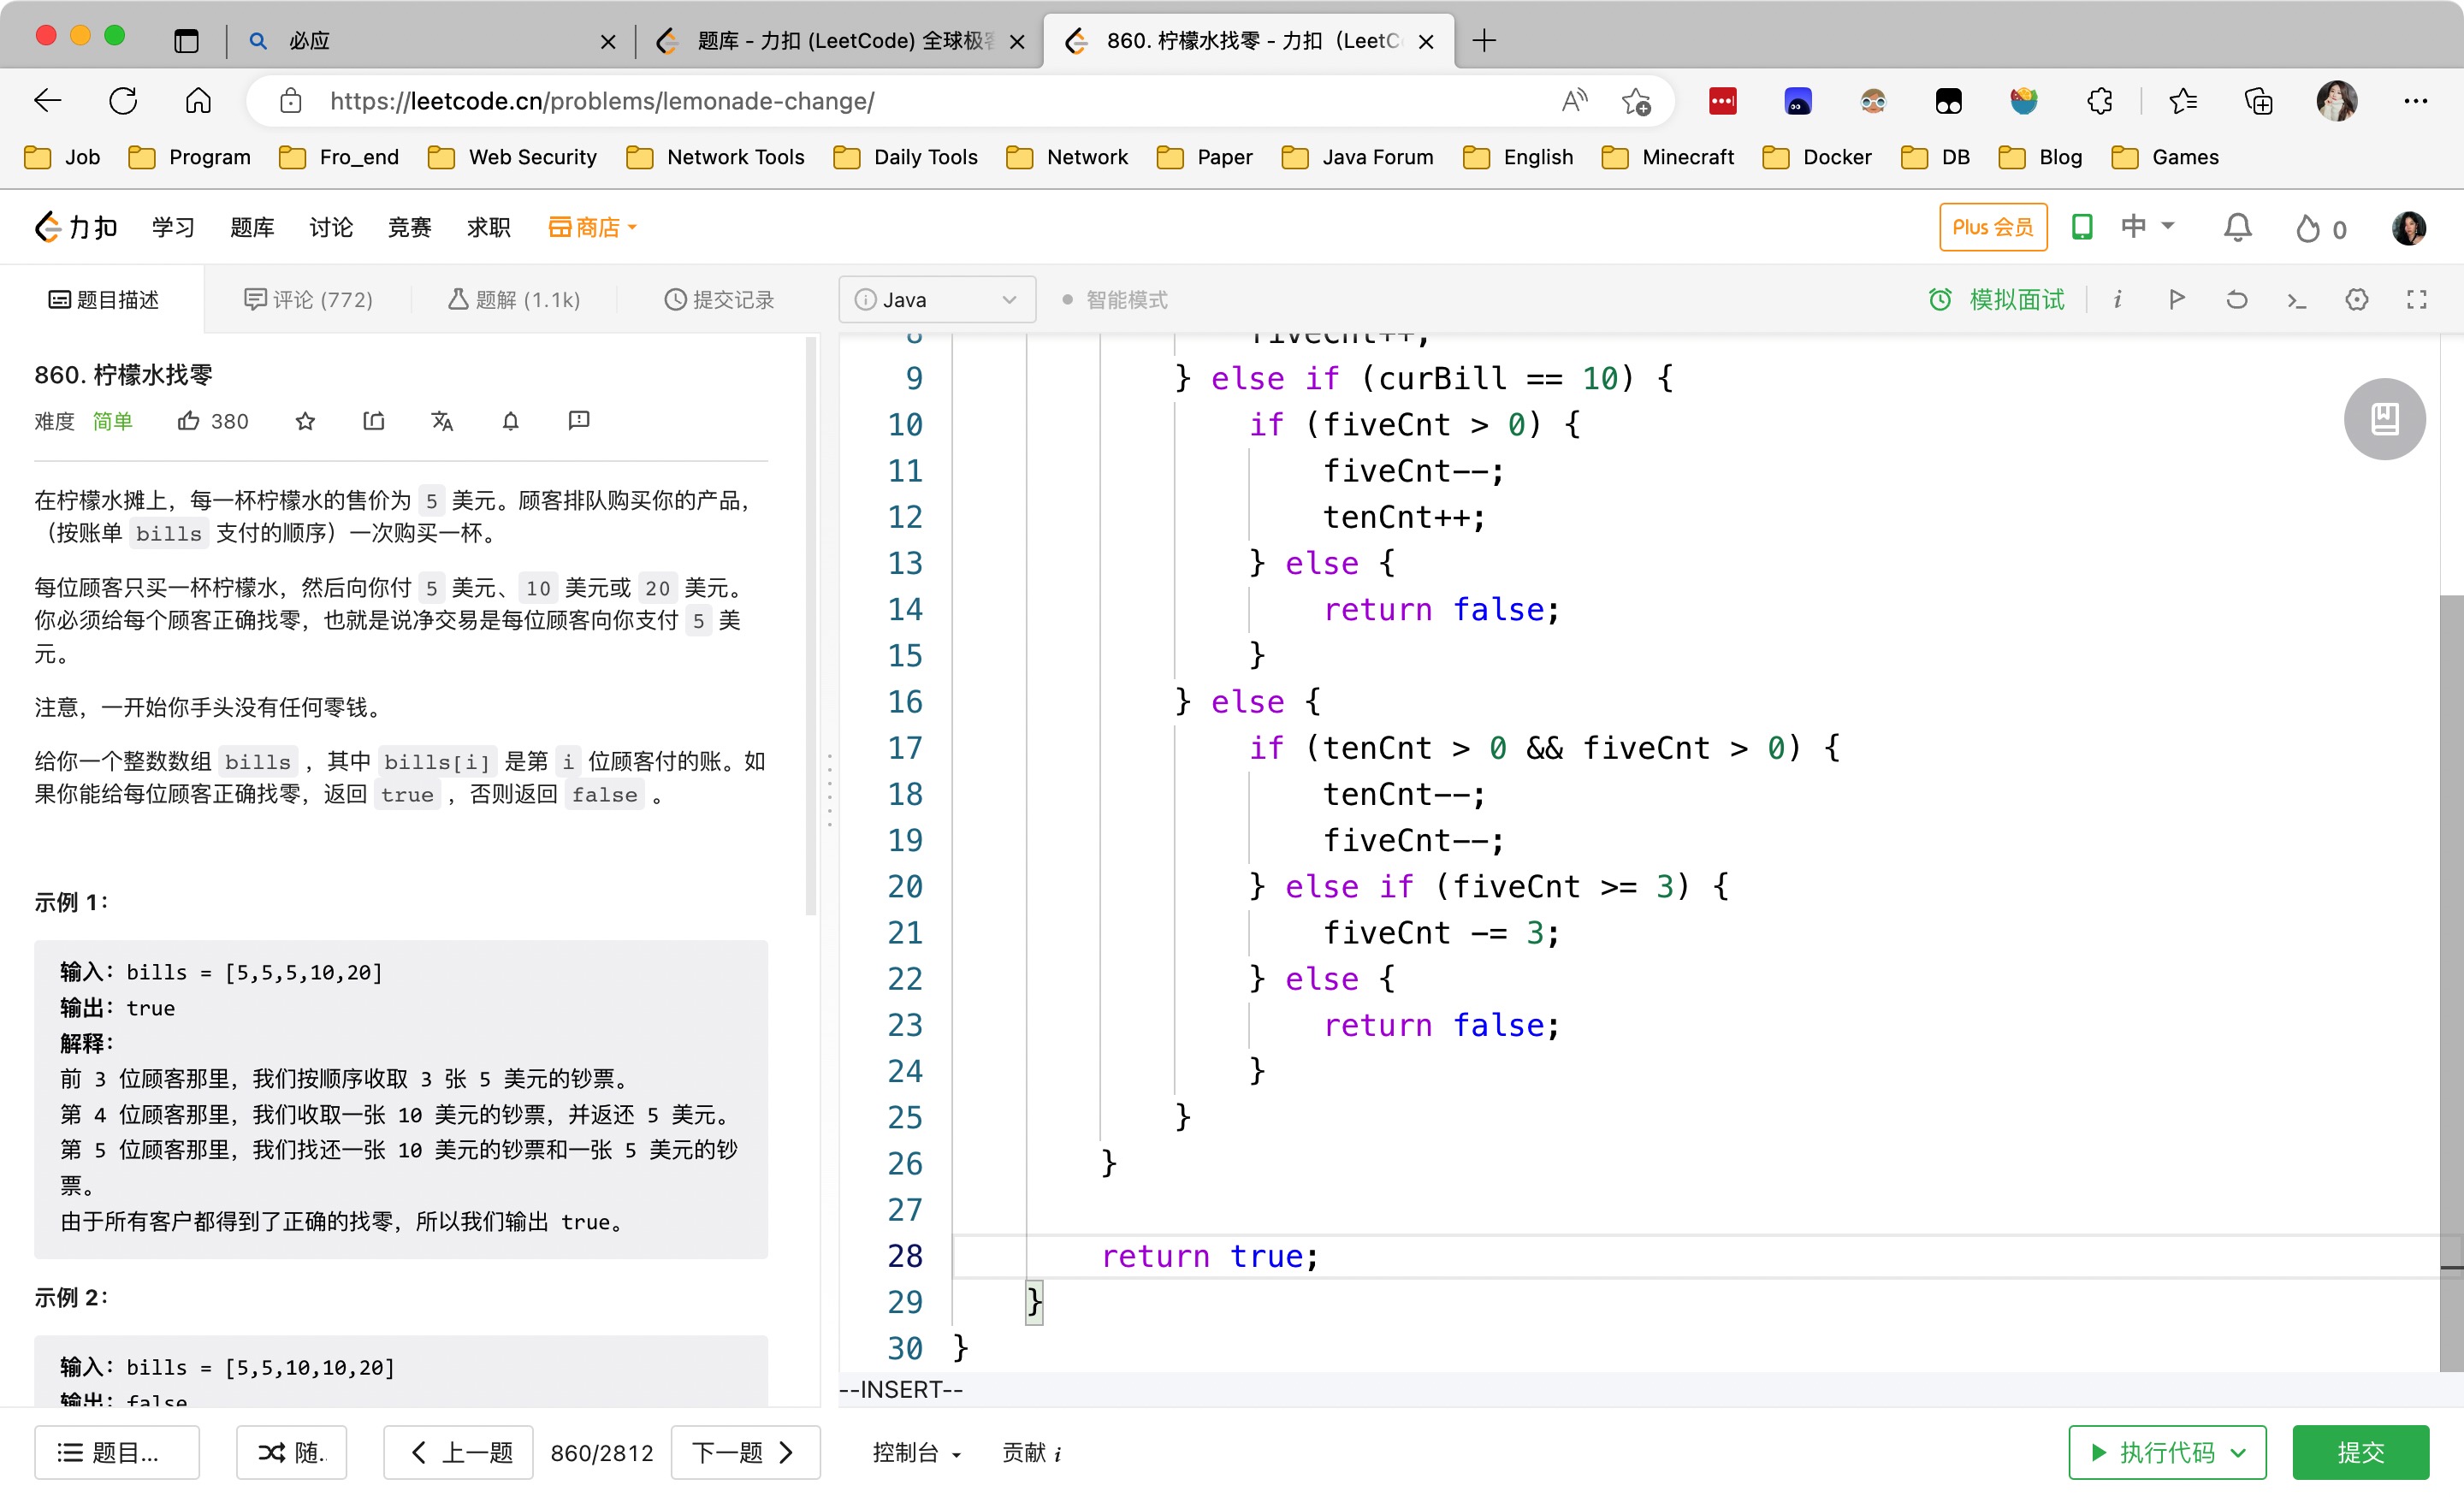 必应
题库 - 力扣 (LeetCode) 全球极客
860. 柠檬水找零 - 力扣（LeetC
https://leetcode.cn/problems/lemonade-change/
Job Program Fro_end Web Security Network Tools Daily Tools Network Paper Java Forum English Minecraft Docker DB Blog Games
力扣 学习 题库 讨论 竞赛 求职 商店 Plus 会员 中 0
题目描述 评论 (772) 题解 (1.1k) 提交记录
860. 柠檬水找零
难度 简单 380
在柠檬水摊上，每一杯柠檬水的售价为 5 美元。顾客排队购买你的产品，
（按账单 bills 支付的顺序）一次购买一杯。
每位顾客只买一杯柠檬水，然后向你付 5 美元、10 美元或 20 美元。
你必须给每个顾客正确找零，也就是说净交易是每位顾客向你支付 5 美
元。
注意，一开始你手头没有任何零钱。
给你一个整数数组 bills ，其中 bills[i] 是第 i 位顾客付的账。如
果你能给每位顾客正确找零，返回 true ，否则返回 false 。
示例 1：
输入：bills = [5,5,5,10,20]
输出：true
解释：
前 3 位顾客那里，我们按顺序收取 3 张 5 美元的钞票。
第 4 位顾客那里，我们收取一张 10 美元的钞票，并返还 5 美元。
第 5 位顾客那里，我们找还一张 10 美元的钞票和一张 5 美元的钞
票。
由于所有客户都得到了正确的找零，所以我们输出 true。
示例 2：
输入：bills = [5,5,10,10,20]
输出：false
题目... 随. 上一题 860/2812 下一题
Java 智能模式 模拟面试
8 fiveCnt++;
9 } else if (curBill == 10) {
10 if (fiveCnt > 0) {
11 fiveCnt--;
12 tenCnt++;
13 } else {
14 return false;
15 }
16 } else {
17 if (tenCnt > 0 && fiveCnt > 0) {
18 tenCnt--;
19 fiveCnt--;
20 } else if (fiveCnt >= 3) {
21 fiveCnt -= 3;
22 } else {
23 return false;
24 }
25 }
26 }
27
28 return true;
29 }
30 }
--INSERT--
控制台 贡献 i 执行代码 提交